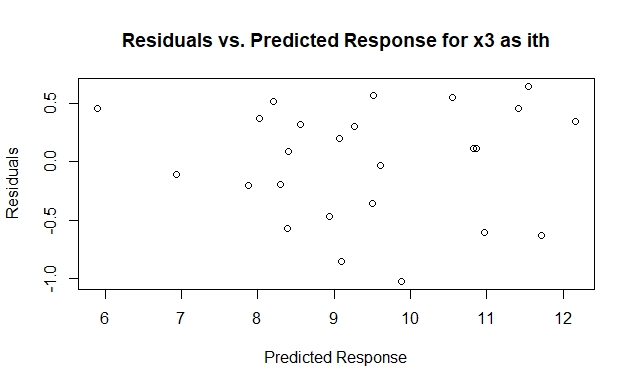 Residuals vs. Predicted Response for x3 as ith
Residuals
0.5
0.0
-0.5
-1.0
6 7 8 9 10 11 12
Predicted Response